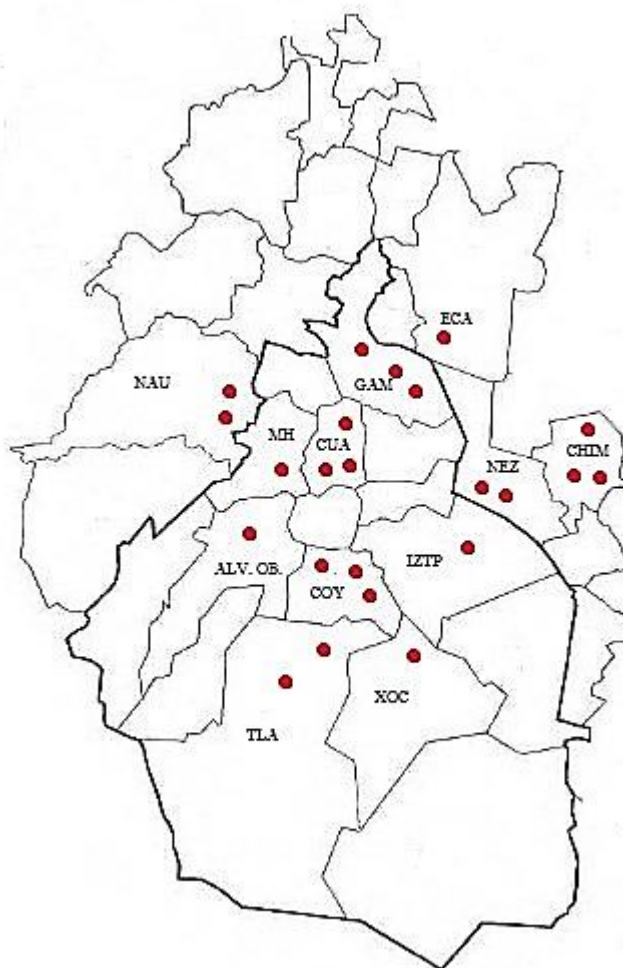 ECA
NAU
GAM
MH
CUA
CHIM
NEZ
ALV. OB.
IZTP
COY
XOC
TLA